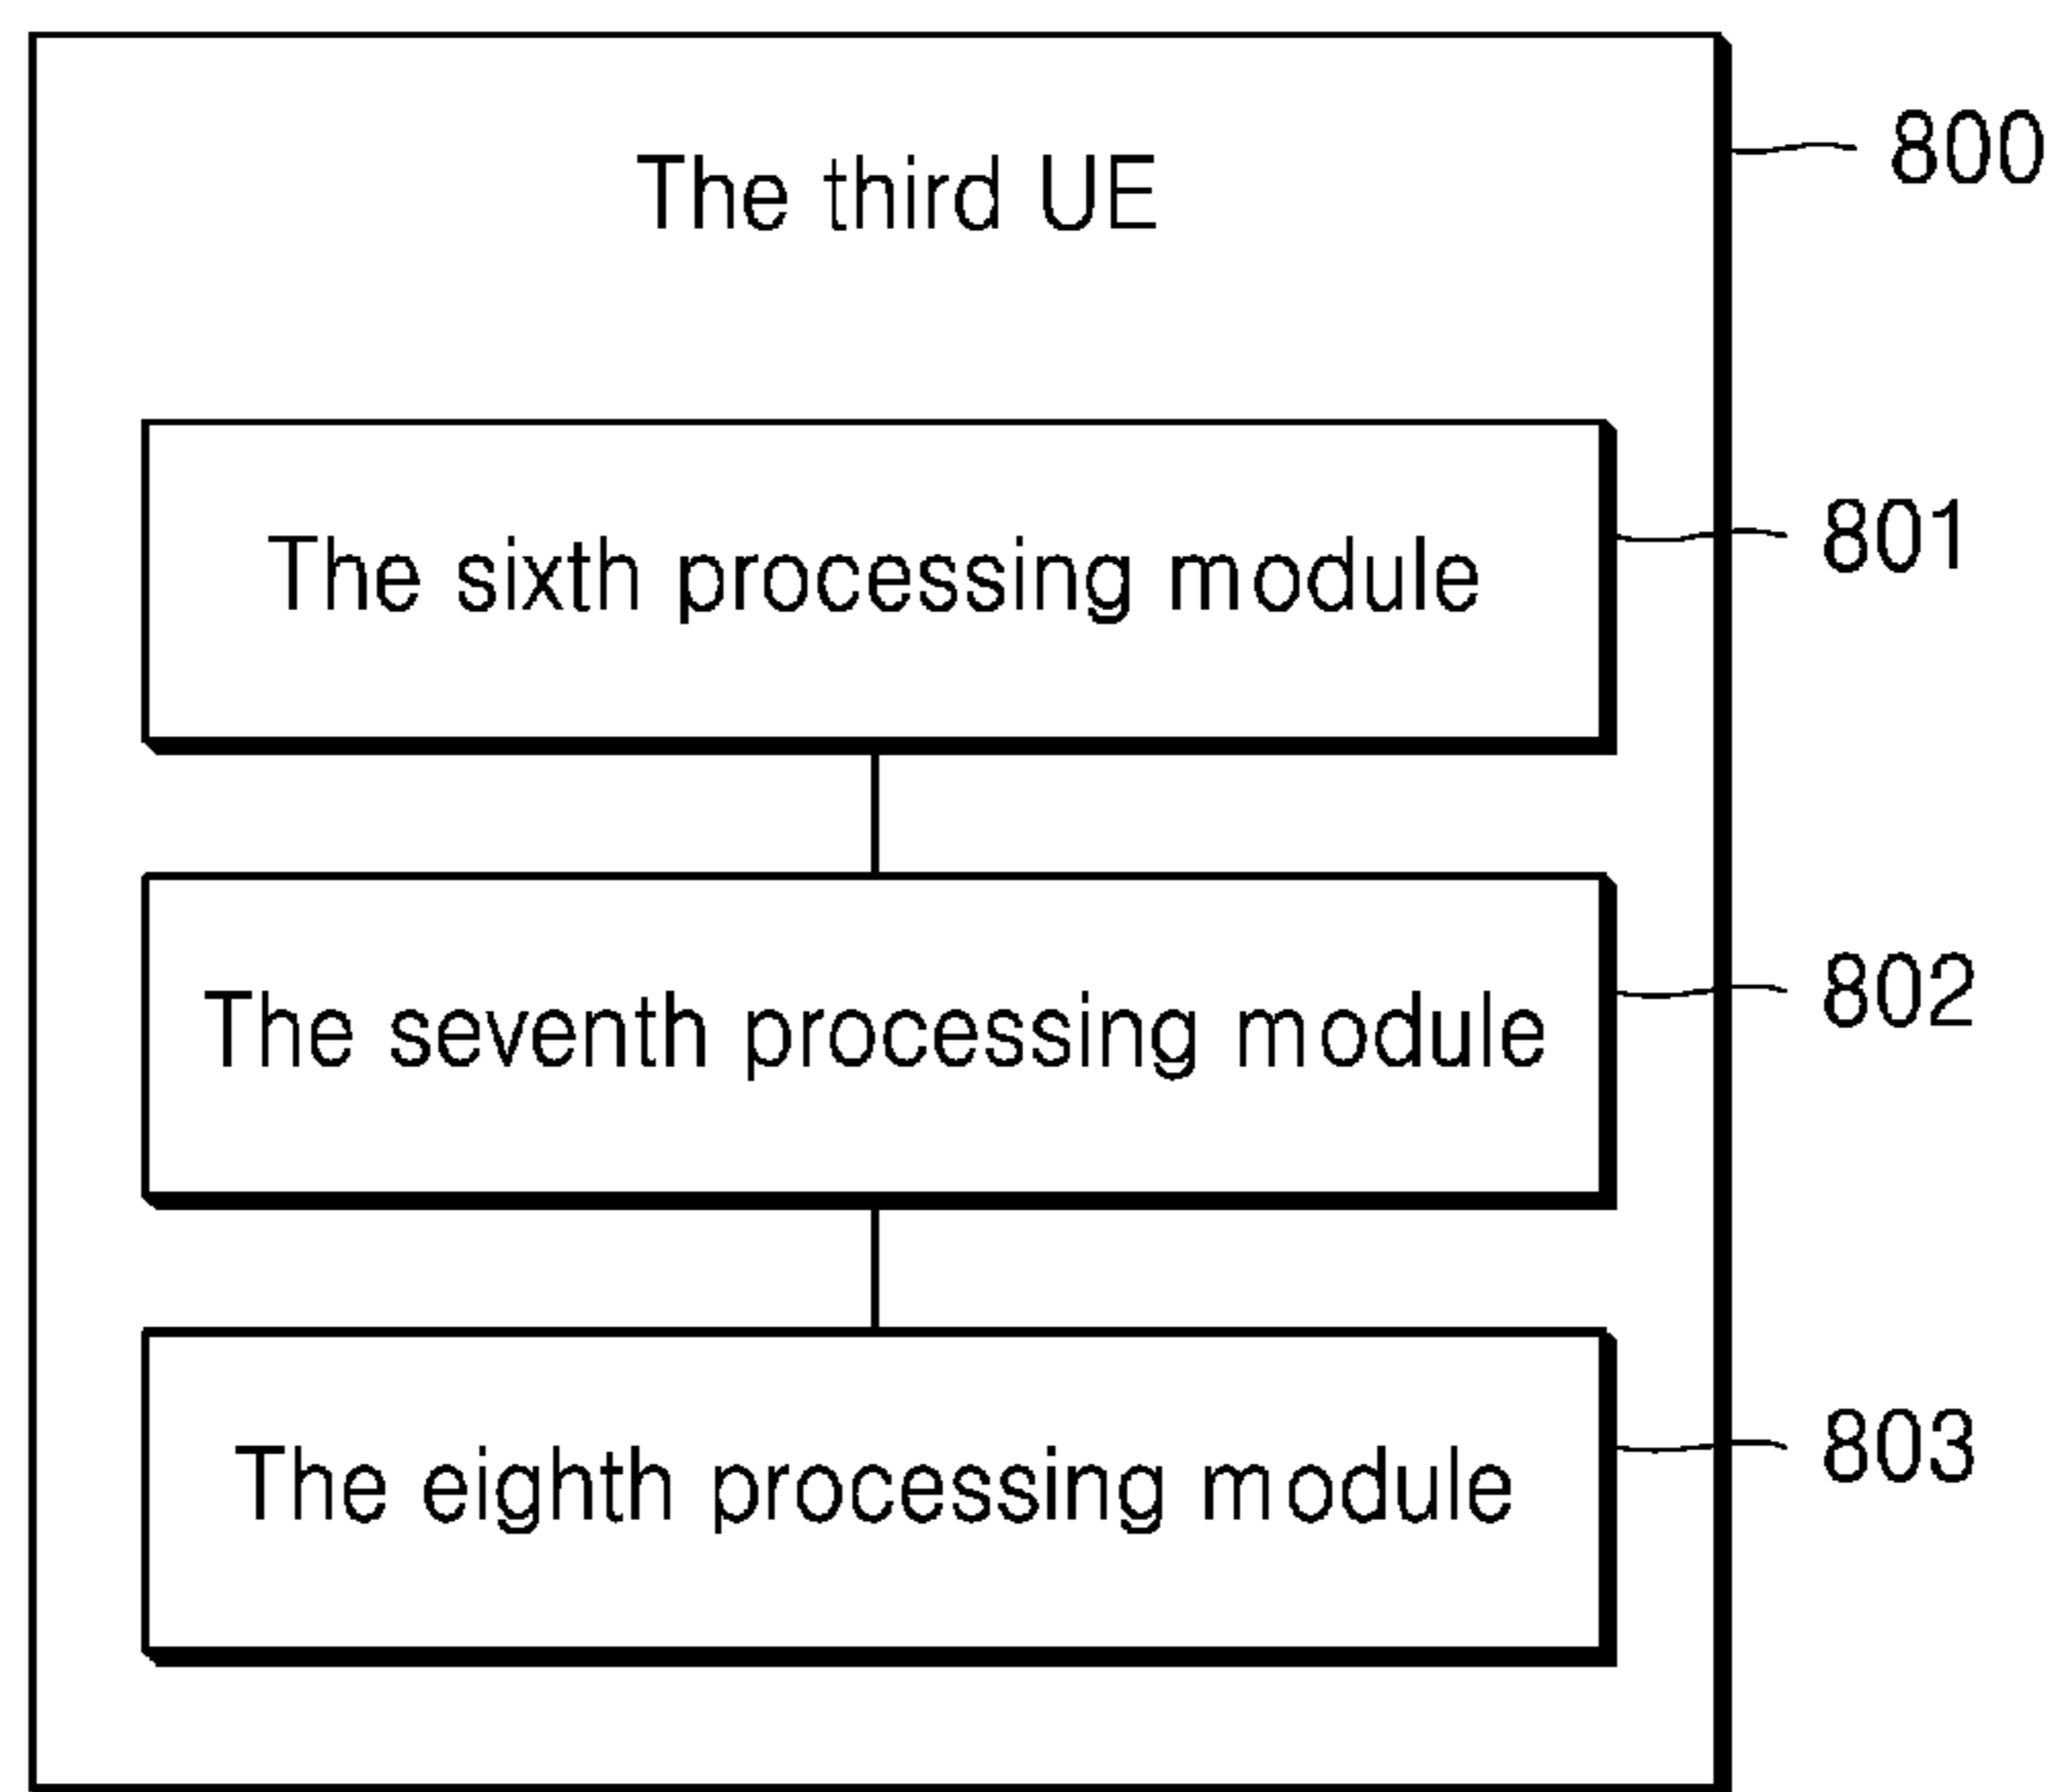 The third UE
800
The sixth processing module
801
The seventh processing module
802
The eighth processing module
803